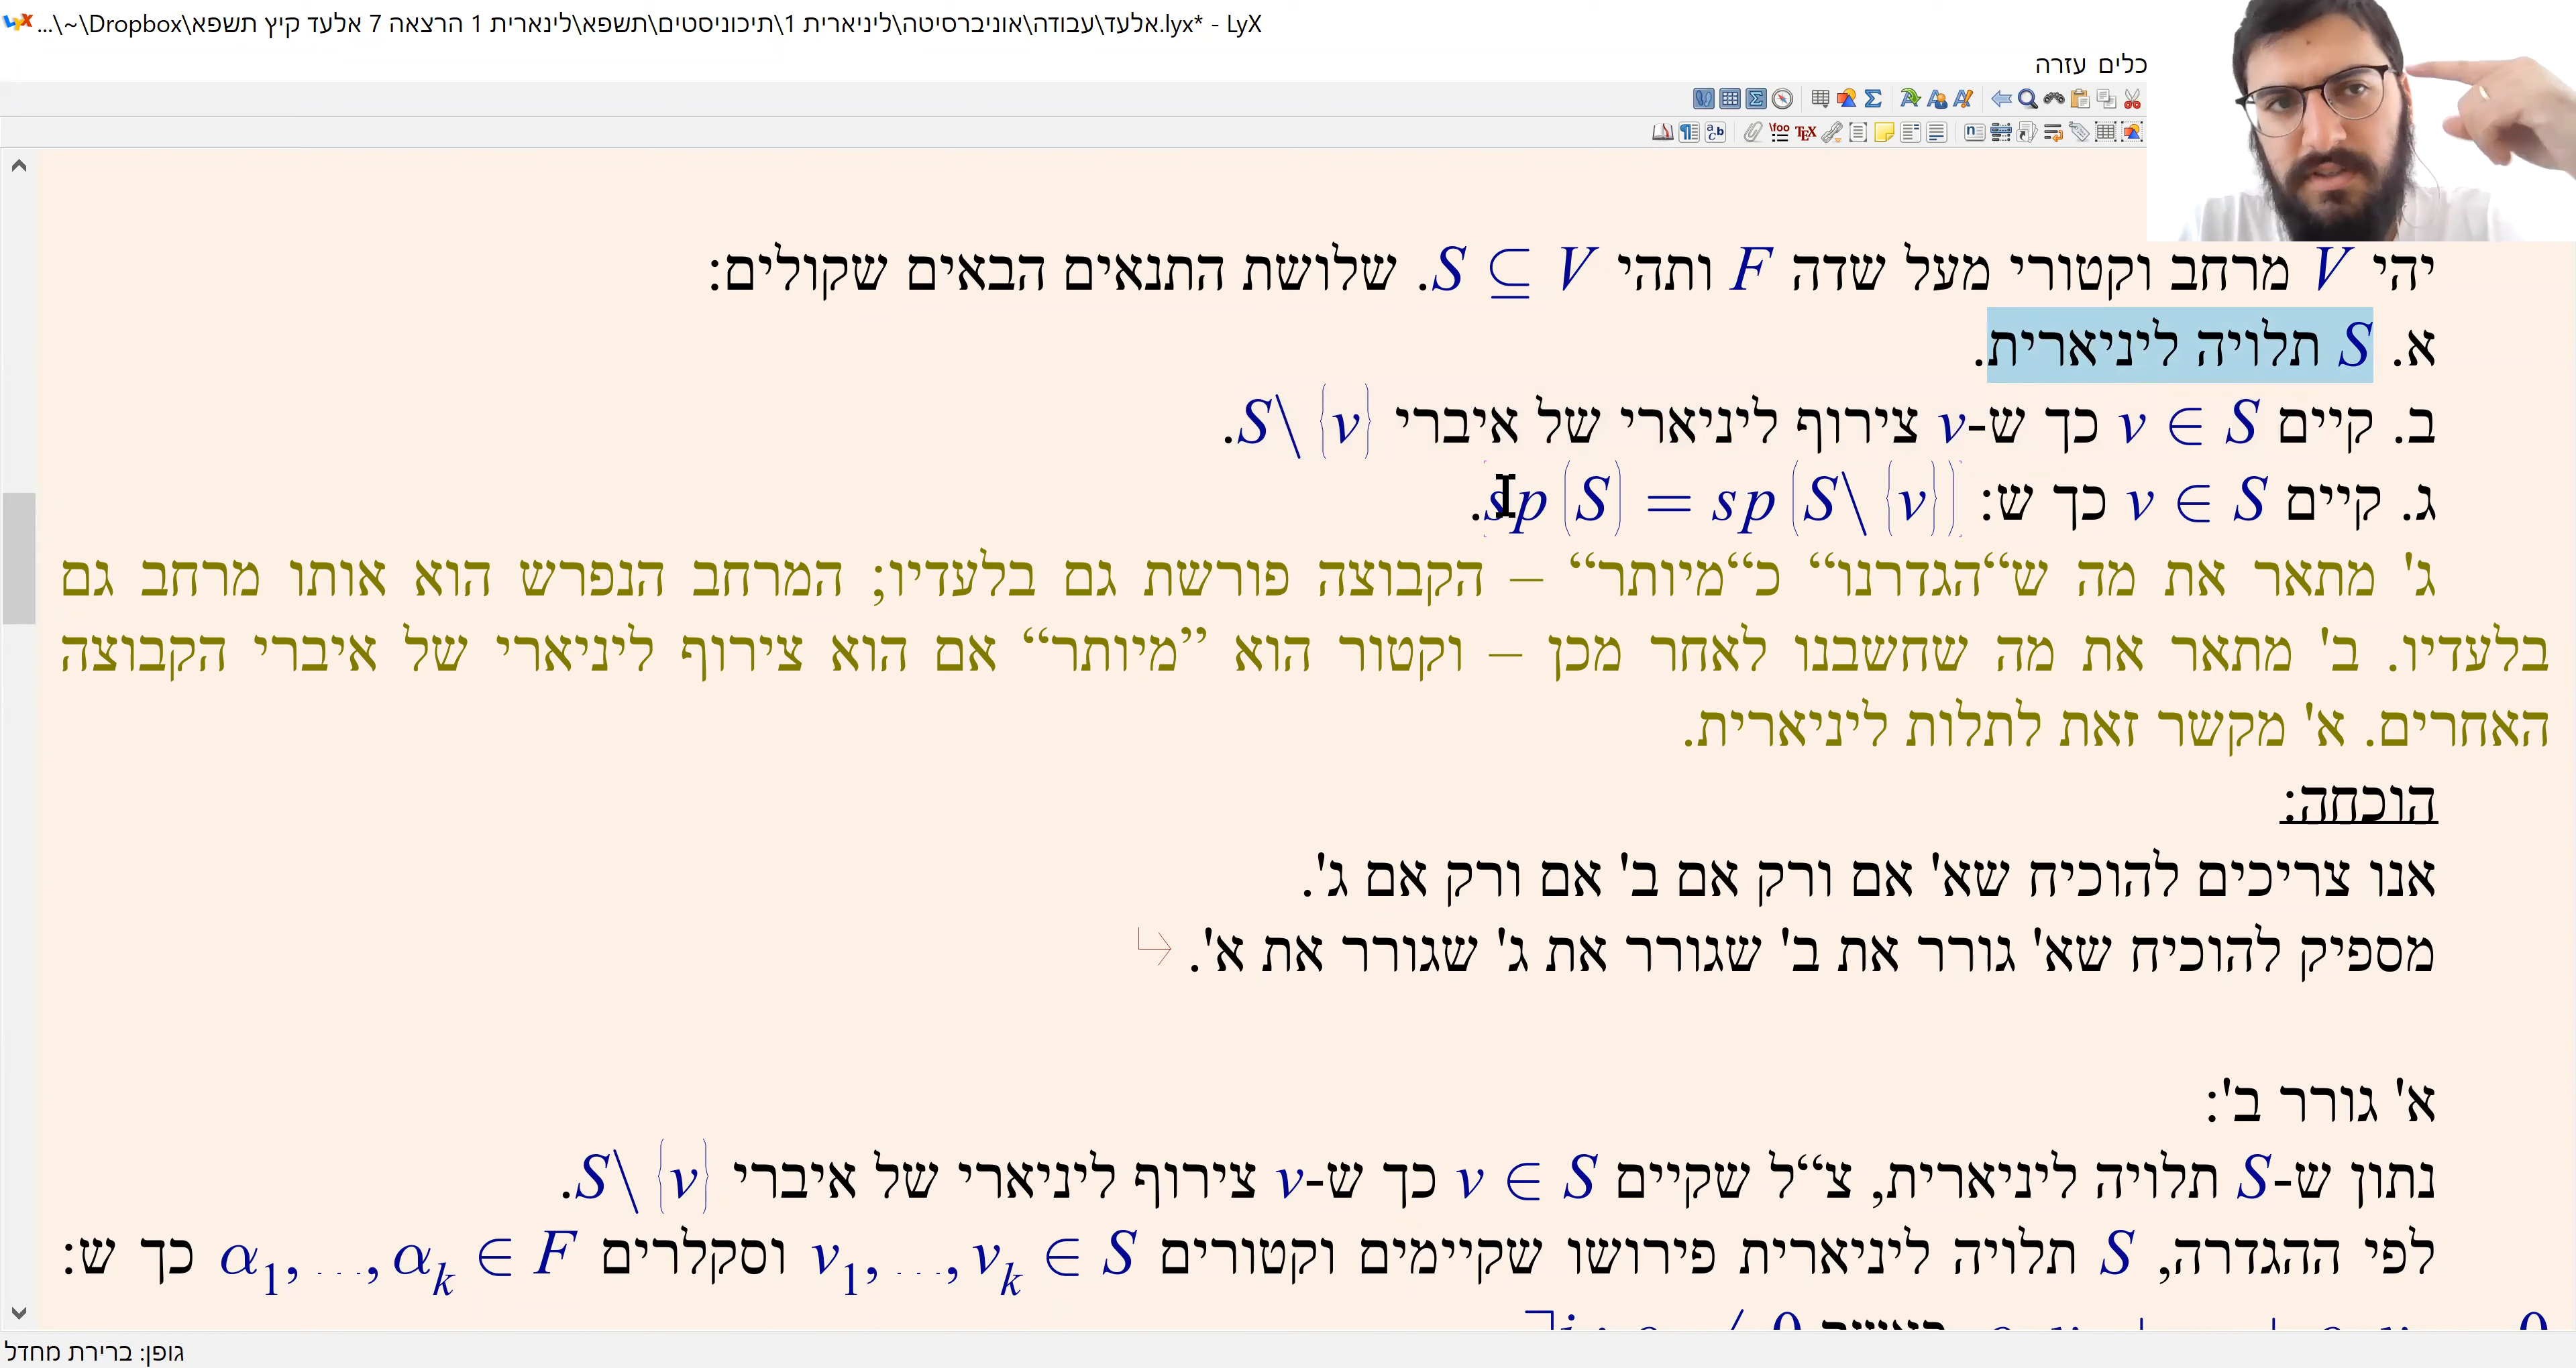 ...\~\Dropbox\אלעד\עבודה\אוניברסיטה\ליניארית 1\תיכוניסטים\תשפא\לינארית 1 הרצאה 7 אלעד קיץ תשפא.lyx* - LyX
כלים עזרה
יהי V מרחב וקטורי מעל שדה F ותהי S ⊆ V. שלושת התנאים הבאים שקולים:
א. S תלויה ליניארית.
ב. קיים v ∈ S כך ש-v צירוף ליניארי של איברי S\{v}.
ג. קיים v ∈ S כך ש: sp(S) = sp(S\{v}).
ג' מתאר את מה ש“הגדרנו“ כ“מיותר“ – הקבוצה פורשת גם בלעדיו; המרחב הנפרש הוא אותו מרחב גם
בלעדיו. ב' מתאר את מה שחשבנו לאחר מכן – וקטור הוא ”מיותר“ אם הוא צירוף ליניארי של איברי הקבוצה
האחרים. א' מקשר זאת לתלות ליניארית.
הוכחה:
אנו צריכים להוכיח שא' אם ורק אם ב' אם ורק אם ג'.
מספיק להוכיח שא' גורר את ב' שגורר את ג' שגורר את א'.
א' גורר ב':
נתון ש-S תלויה ליניארית, צ“ל שקיים v ∈ S כך ש-v צירוף ליניארי של איברי S\{v}.
לפי ההגדרה, S תלויה ליניארית פירושו שקיימים וקטורים v₁,…,vₖ ∈ S וסקלרים α₁,…,αₖ ∈ F כך ש:
גופן: ברירת מחדל